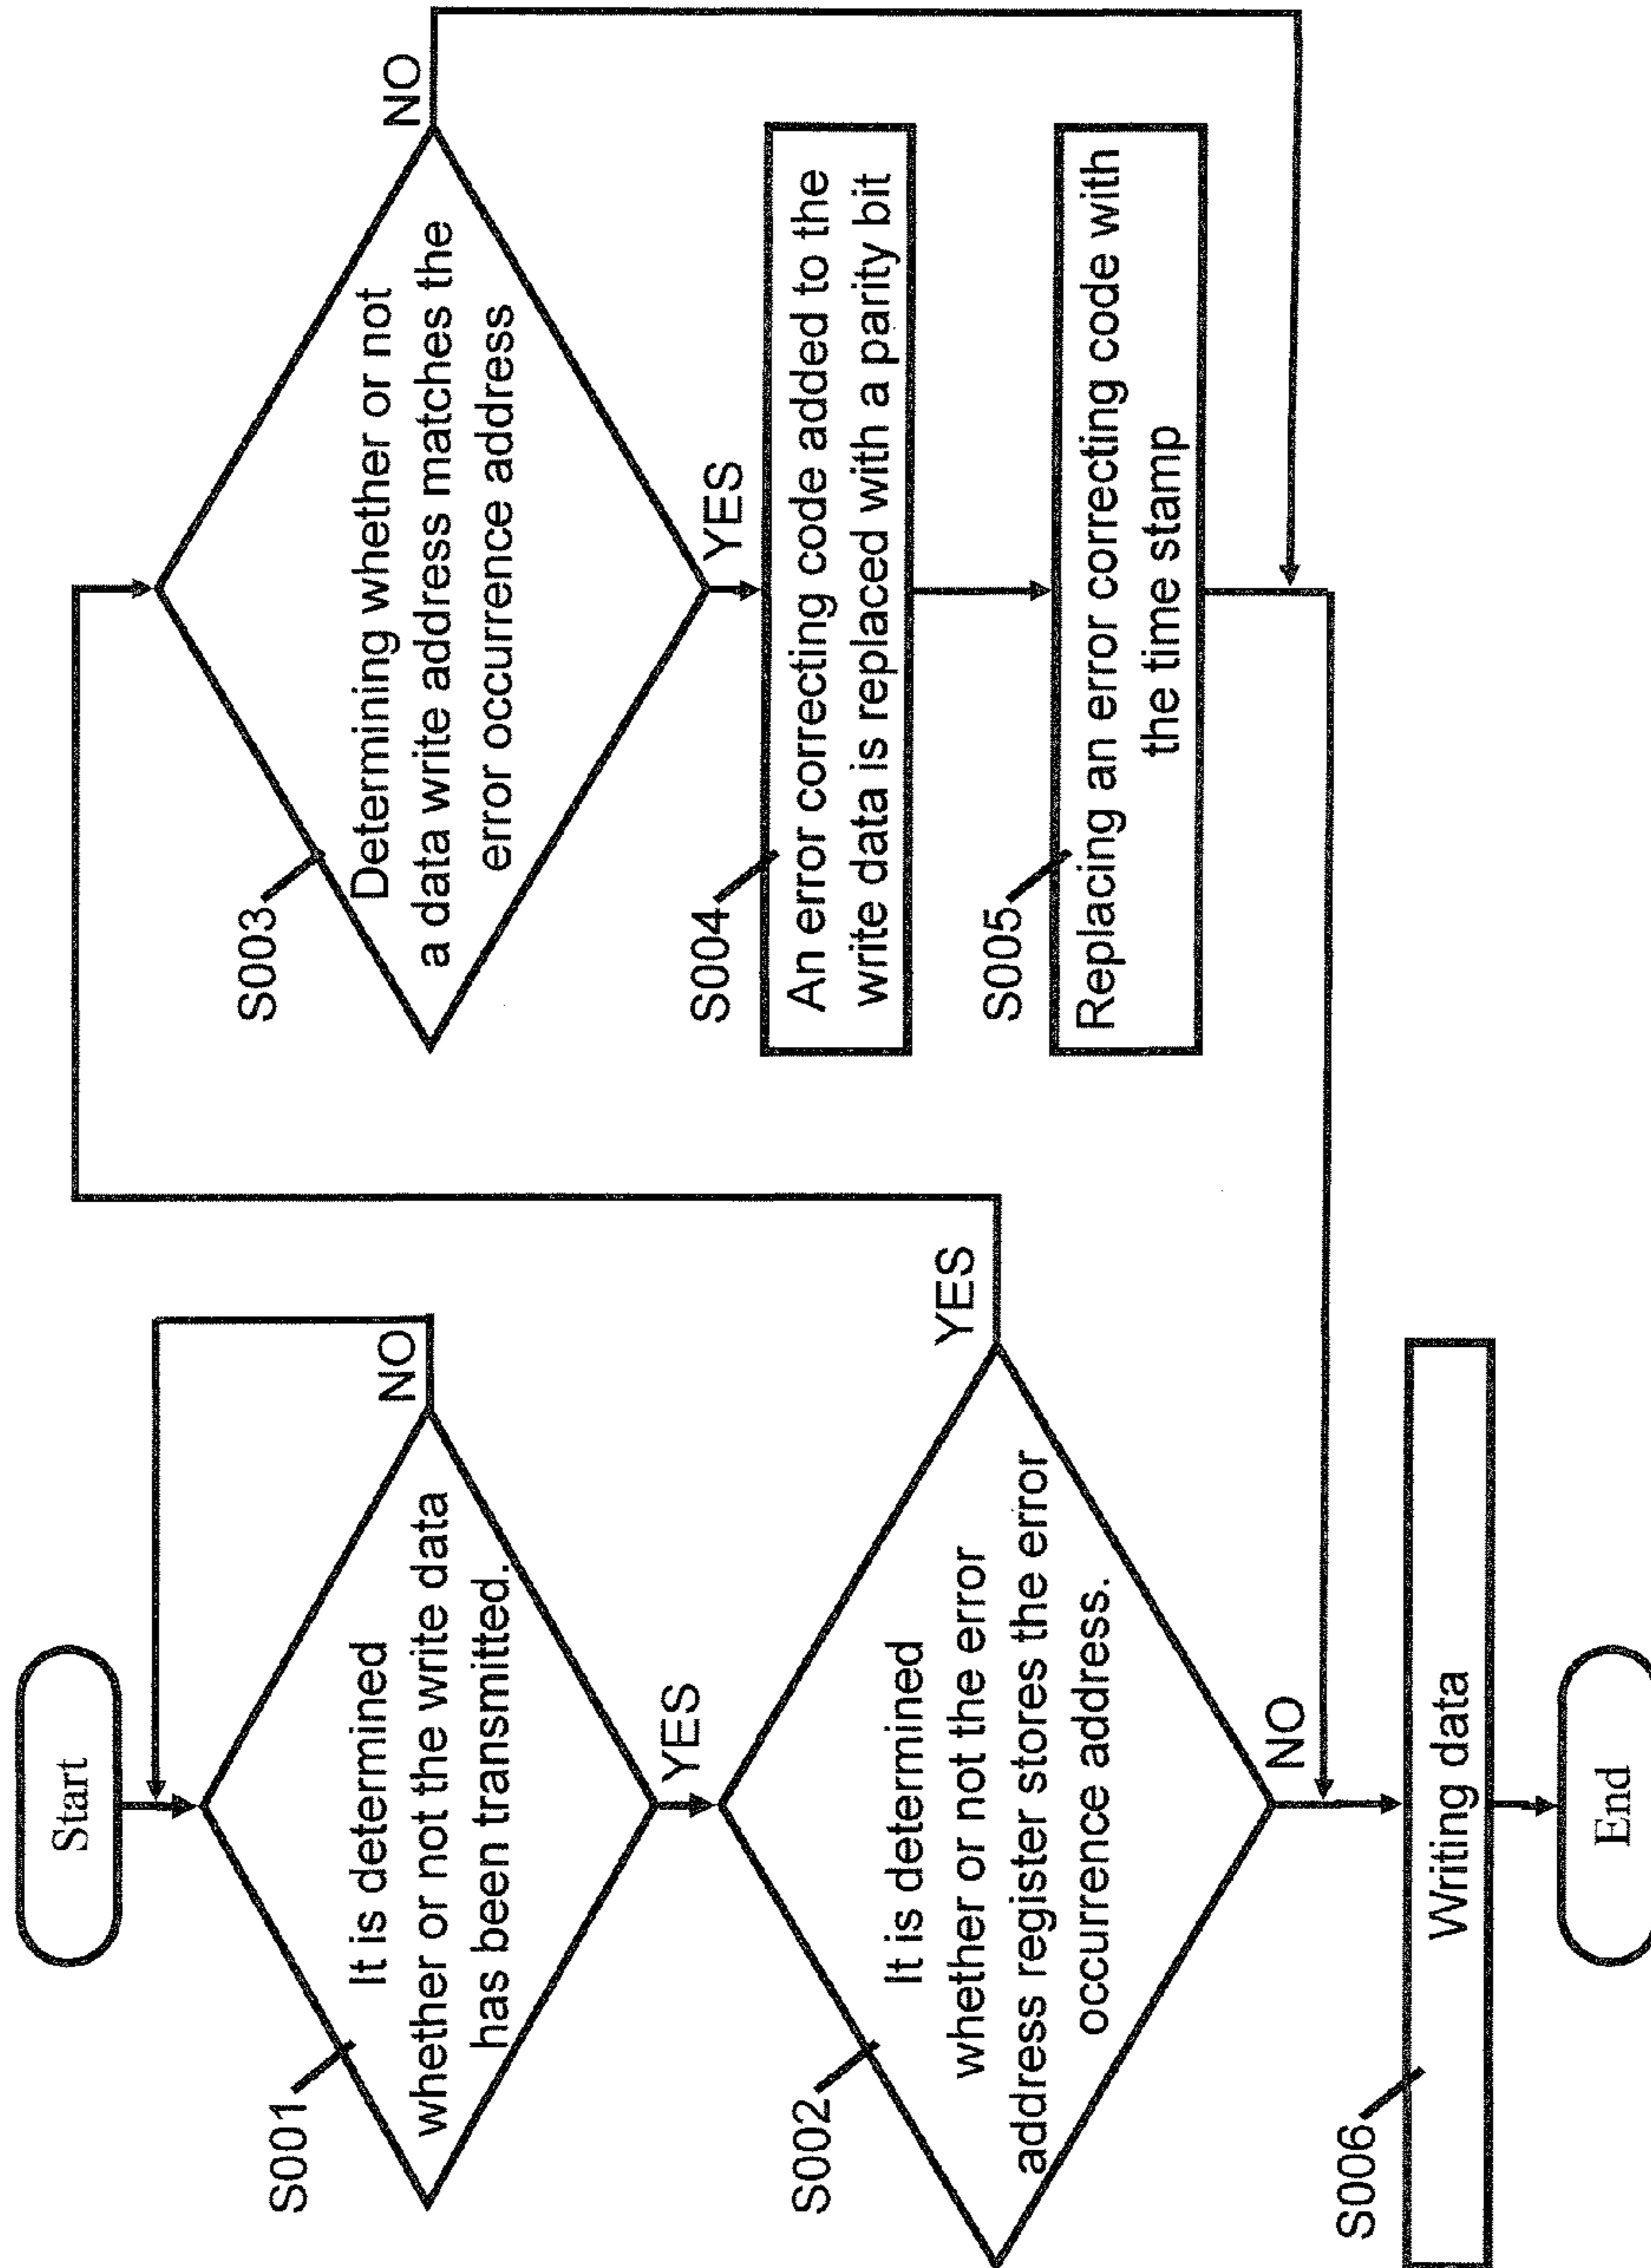 Start
S001
It is determined
whether or not the write data
has been transmitted.
NO
YES
S002
It is determined
whether or not the error
address register stores the error
occurrence address.
YES
NO
S003
Determining whether or not
a data write address matches the
error occurrence address
NO
YES
S004
An error correcting code added to the
write data is replaced with a parity bit
S005
Replacing an error correcting code with
the time stamp
S006
Writing data
End